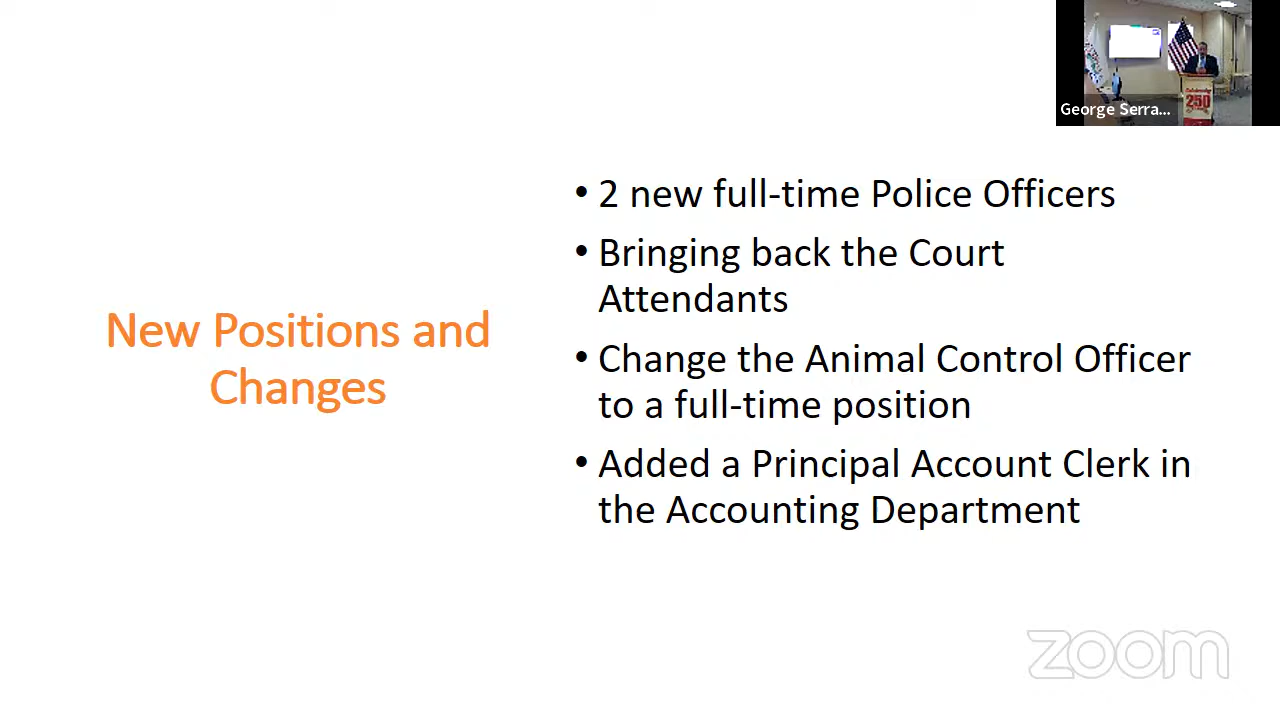 George Serra...
250
• 2 new full-time Police Officers
• Bringing back the Court
Attendants
New Positions and
Changes
• Change the Animal Control Officer
to a full-time position
• Added a Principal Account Clerk in
the Accounting Department
zoom